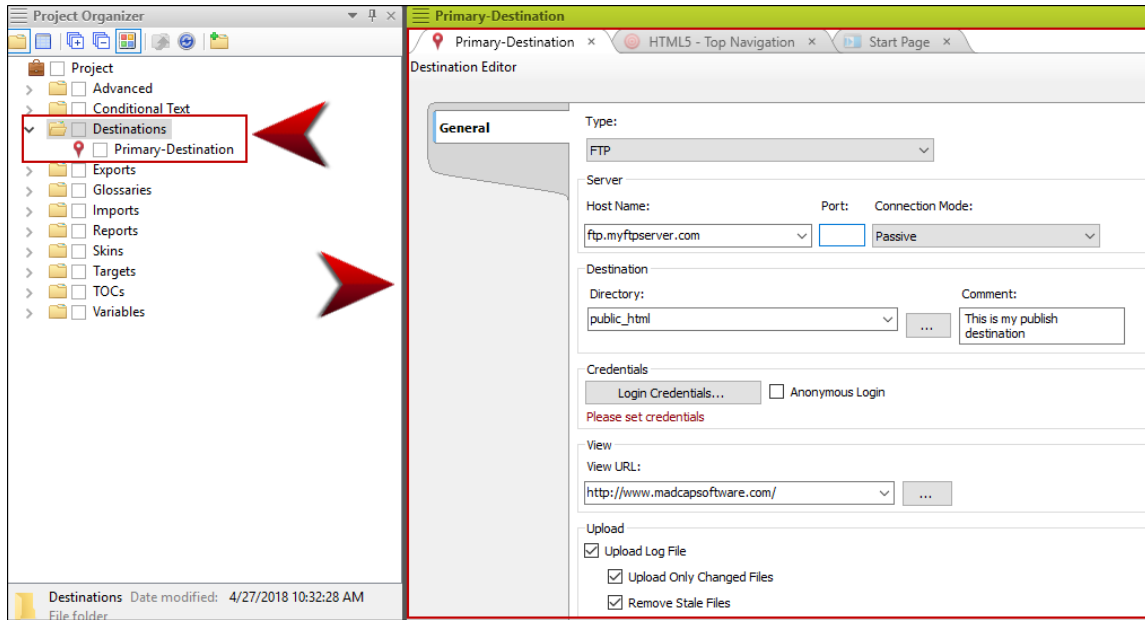 Project Organizer
Project
Advanced
Conditional Text
Destinations
Primary-Destination
Exports
Glossaries
Imports
Reports
Skins
Targets
TOCs
Variables
Destinations Date modified: 4/27/2018 10:32:28 AM
File folder
Primary-Destination
Primary-Destination × HTML5 - Top Navigation × Start Page ×
Destination Editor
General
Type:
FTP
Server
Host Name: Port: Connection Mode:
ftp.myftpserver.com Passive
Destination
Directory: Comment:
public_html ... This is my publish
destination
Credentials
Login Credentials... Anonymous Login
Please set credentials
View
View URL:
http://www.madcapsoftware.com/ ...
Upload
Upload Log File
Upload Only Changed Files
Remove Stale Files